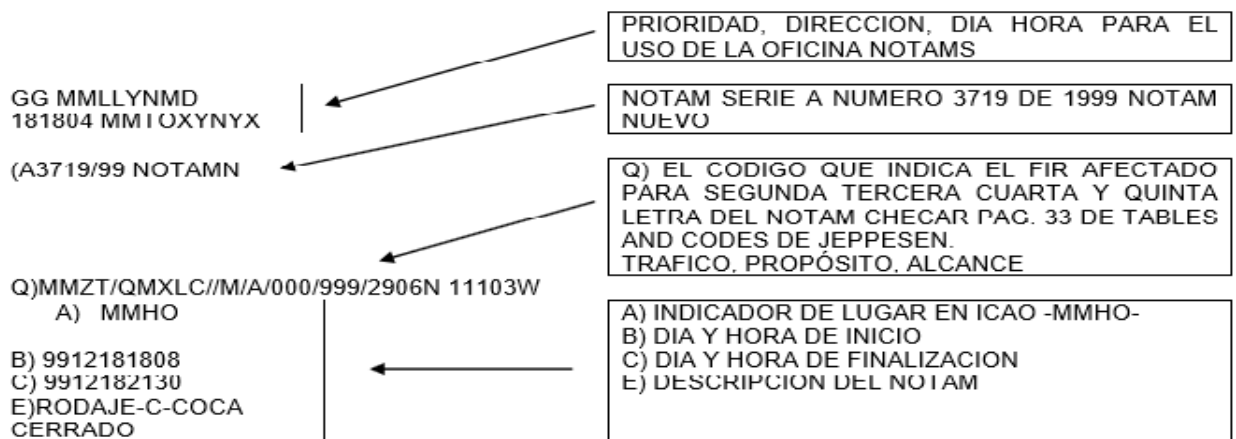 PRIORIDAD, DIRECCION, DIA HORA PARA EL
USO DE LA OFICINA NOTAMS
GG MMLLYNMD
181804 MMTOXYNYX
NOTAM SERIE A NUMERO 3719 DE 1999 NOTAM
NUEVO
(A3719/99 NOTAMN
Q) EL CODIGO QUE INDICA EL FIR AFECTADO
PARA SEGUNDA TERCERA CUARTA Y QUINTA
LETRA DEL NOTAM CHECAR PAG. 33 DE TABLES
AND CODES DE JEPPESEN.
TRAFICO, PROPÓSITO, ALCANCE
Q)MMZT/QMXLC//M/A/000/999/2906N 11103W
A) MMHO
B) 9912181808
C) 9912182130
E)RODAJE-C-COCA
CERRADO
A) INDICADOR DE LUGAR EN ICAO -MMHO-
B) DIA Y HORA DE INICIO
C) DIA Y HORA DE FINALIZACION
E) DESCRIPCION DEL NOTAM